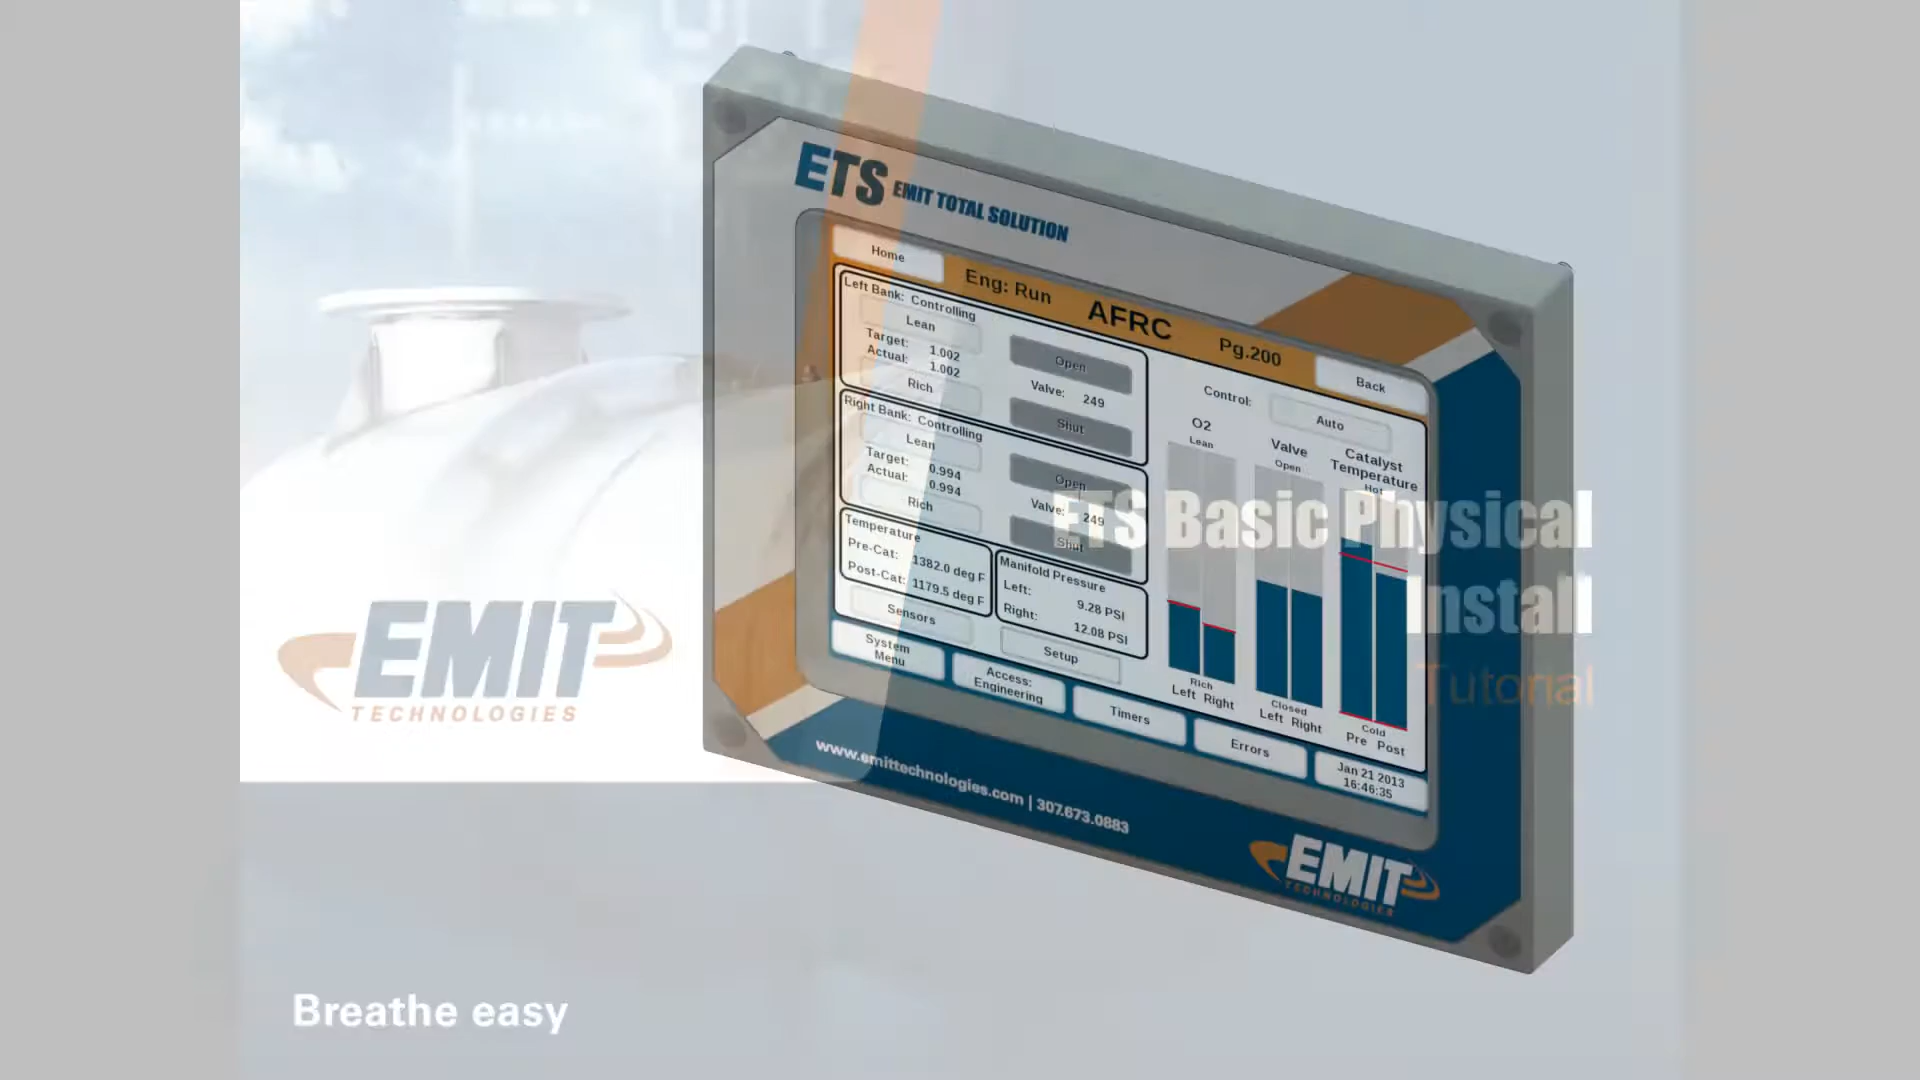 ETS EMIT TOTAL SOLUTION
Home
Eng: Run
AFRC
Pg.200
Back
Left Bank: Controlling
Lean
Target: 1.002
Actual: 1.002
Rich
Open
Valve: 249
Shut
Right Bank: Controlling
Lean
Target: 0.994
Actual: 0.994
Rich
Open
Valve: 249
Shut
Temperature
Pre-Cat: 1382.0 deg F
Post-Cat: 1179.5 deg F
Sensors
Manifold Pressure
Left: 9.28 PSI
Right: 12.08 PSI
Setup
Control: Auto
O2
Lean
Rich
Left Right
Valve
Open
Closed
Left Right
Catalyst
Temperature
Hot
Cold
Pre Post
System
Menu
Access:
Engineering
Timers
Errors
Jan 21 2013
16:46:35
www.emittechnologies.com | 307.673.0883
EMIT
TECHNOLOGIES
ETS Basic Physical
Install
Tutorial
EMIT
TECHNOLOGIES
Breathe easy